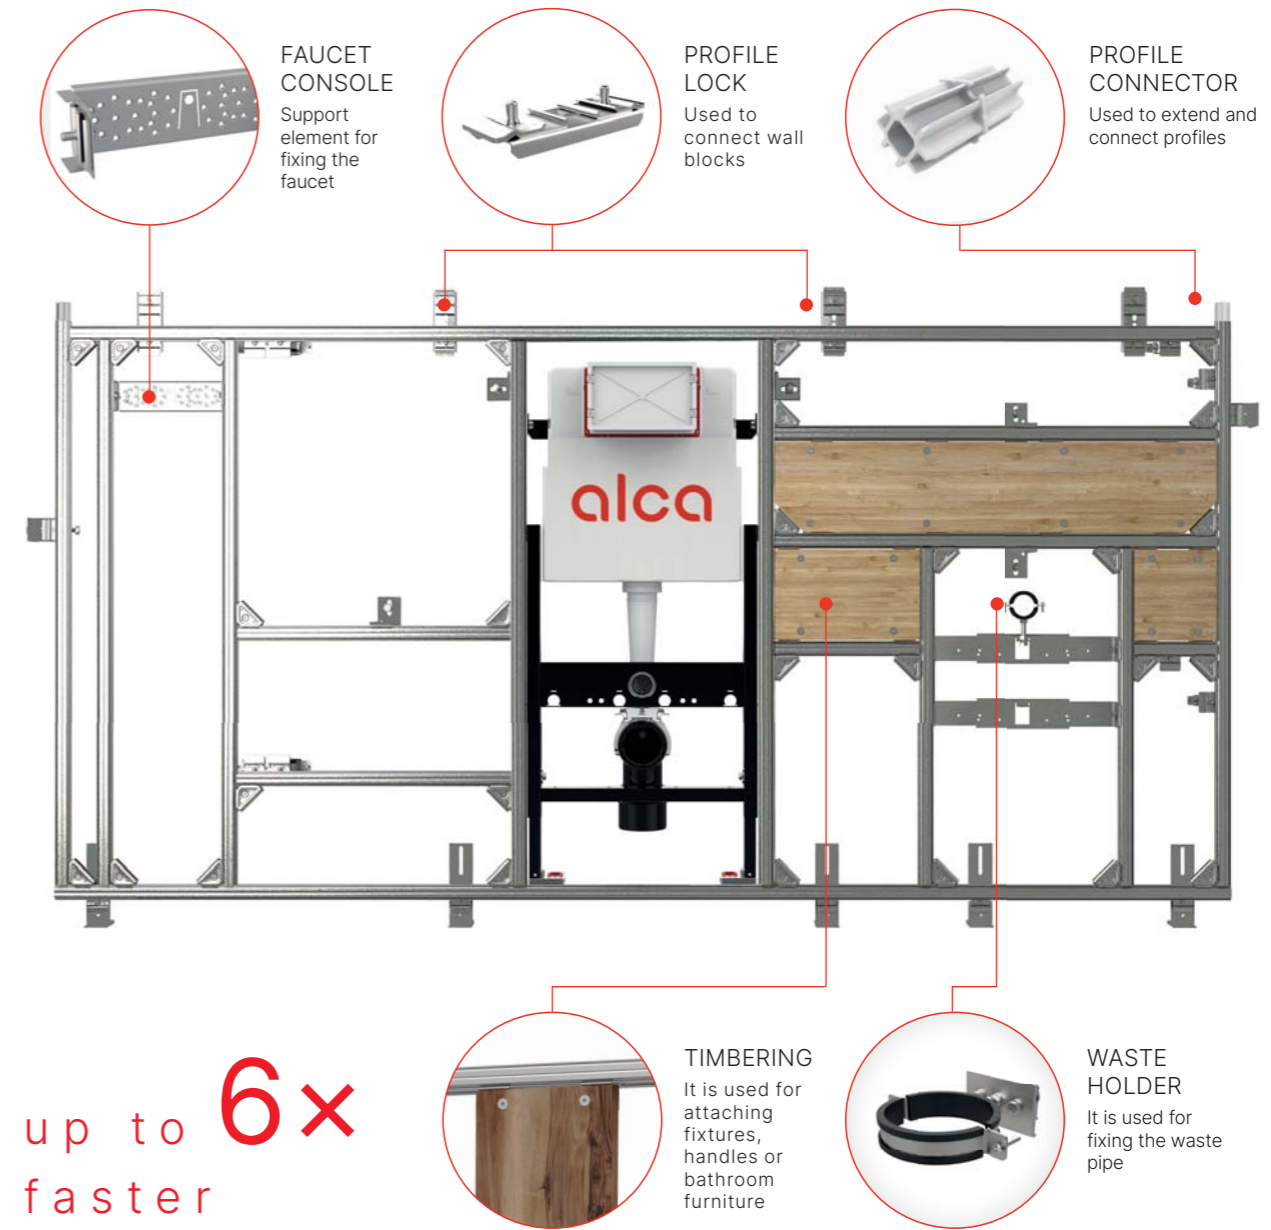 FAUCET
CONSOLE
Support
element for
fixing the
faucet
PROFILE
LOCK
Used to
connect wall
blocks
PROFILE
CONNECTOR
Used to extend and
connect profiles
alca
up to 6×
faster
TIMBERING
It is used for
attaching
fixtures,
handles or
bathroom
furniture
WASTE
HOLDER
It is used for
fixing the waste
pipe